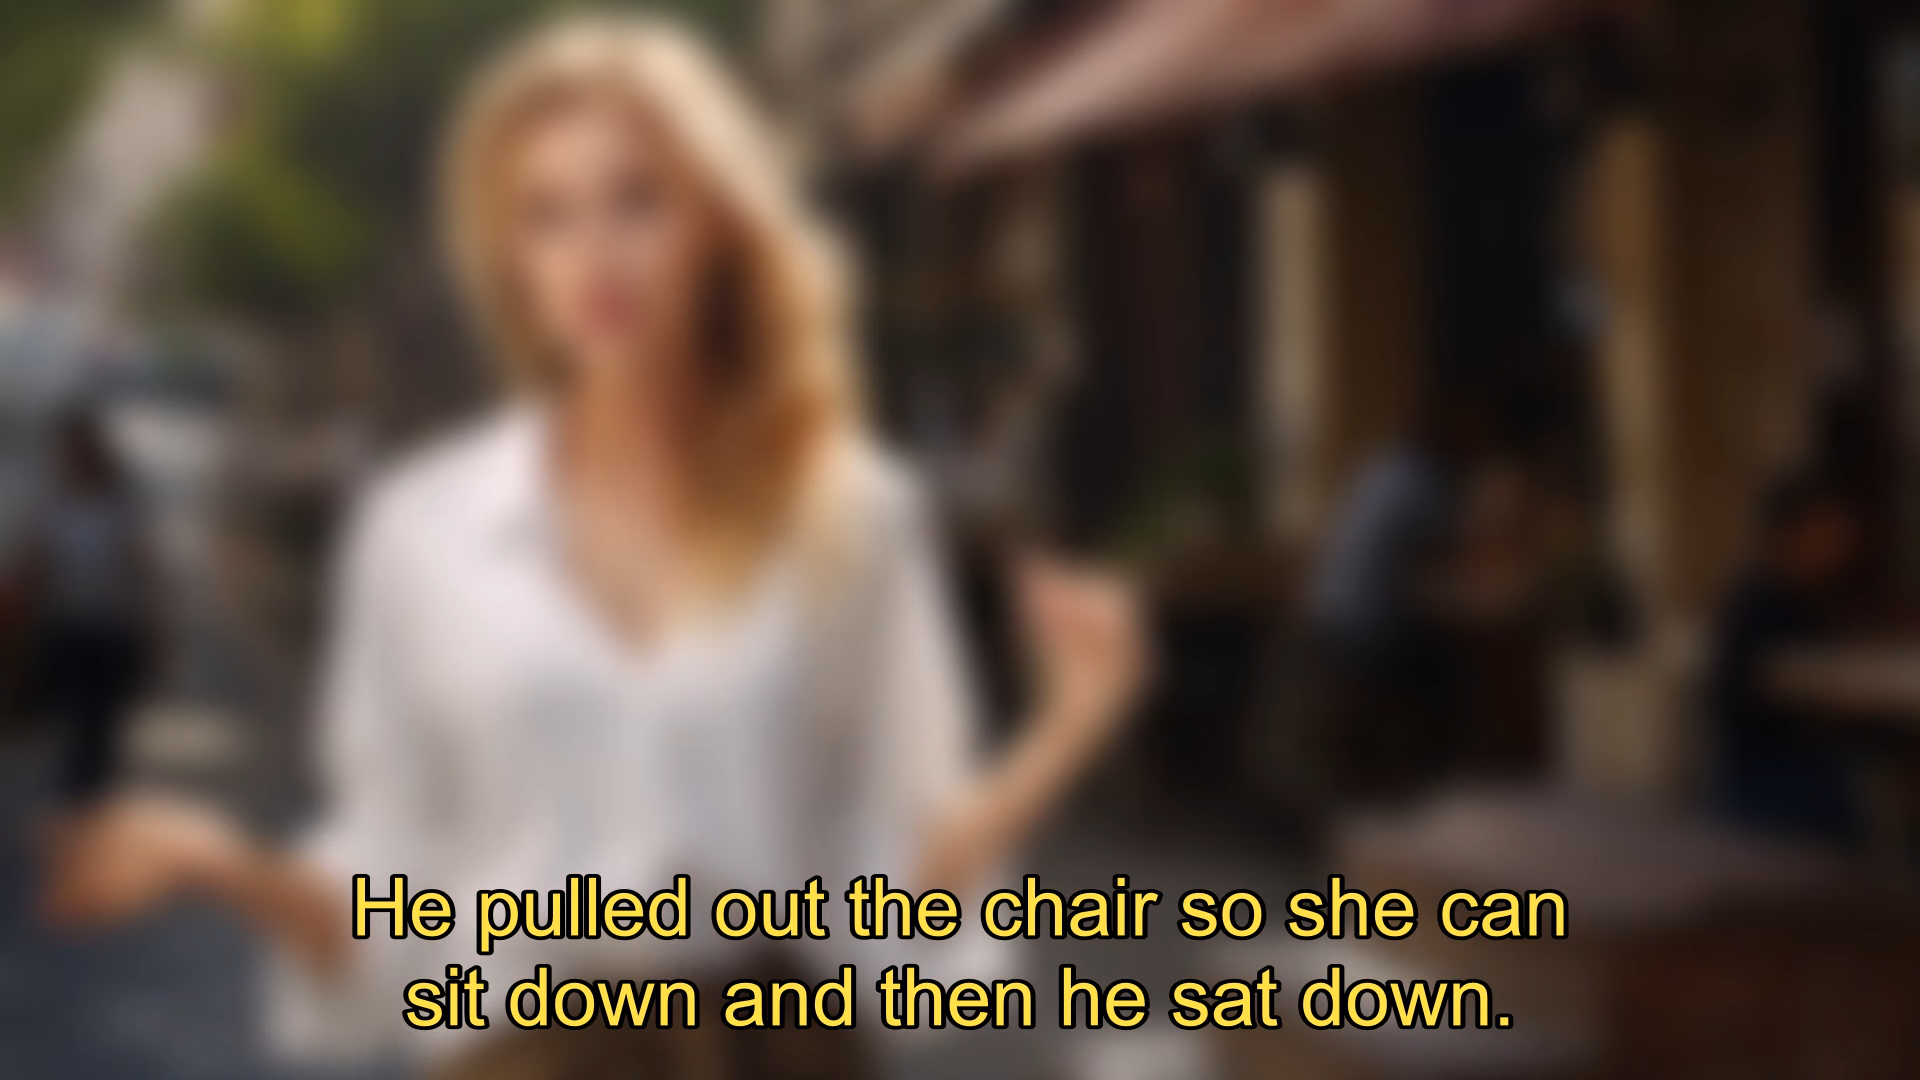 He pulled out the chair so she can
sit down and then he sat down.